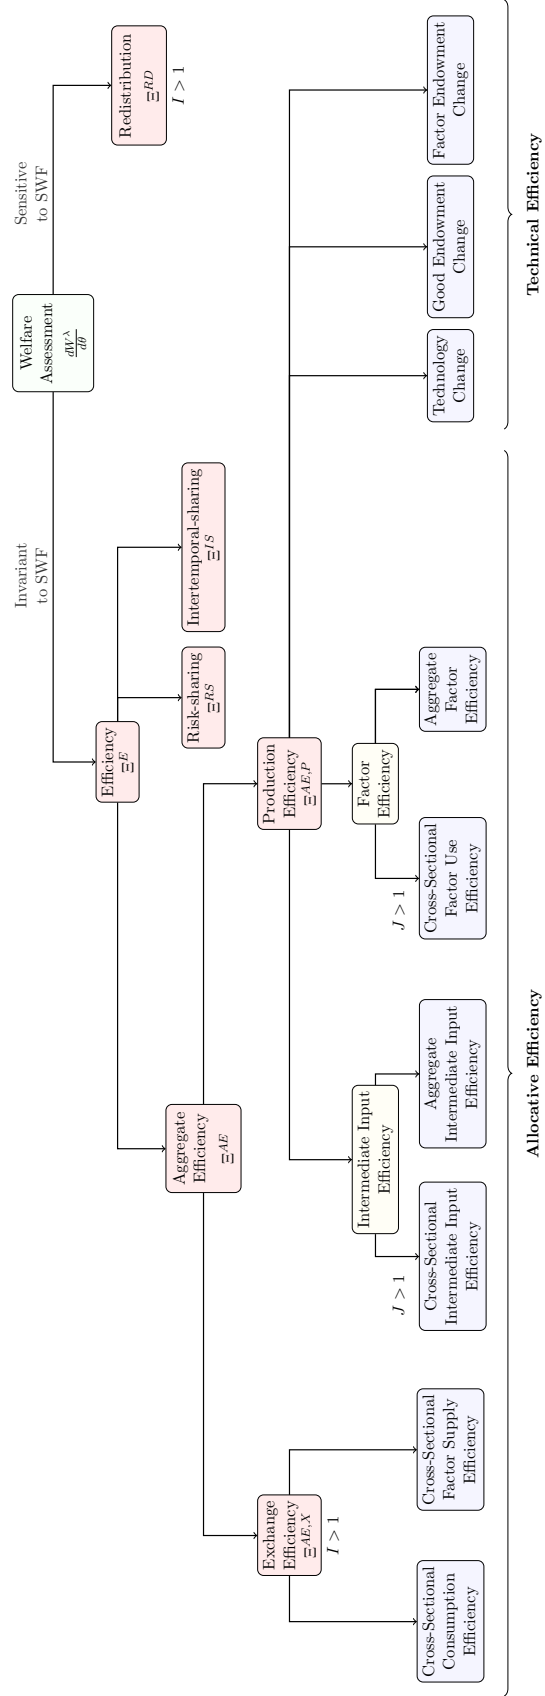 Welfare
Assessment
dW^λ/dθ
Invariant
to SWF
Sensitive
to SWF
Efficiency
Ξ^E
Redistribution
Ξ^{RD}
I > 1
Aggregate
Efficiency
Ξ^{AE}
Risk-sharing
Ξ^{RS}
Intertemporal-sharing
Ξ^{IS}
Exchange
Efficiency
Ξ^{AE,X}
I > 1
Production
Efficiency
Ξ^{AE,P}
Intermediate Input
Efficiency
Factor
Efficiency
J > 1
J > 1
Cross-Sectional
Consumption
Efficiency
Cross-Sectional
Factor Supply
Efficiency
Cross-Sectional
Intermediate Input
Efficiency
Aggregate
Intermediate Input
Efficiency
Cross-Sectional
Factor Use
Efficiency
Aggregate
Factor
Efficiency
Technology
Change
Good Endowment
Change
Factor Endowment
Change
Allocative Efficiency
Technical Efficiency